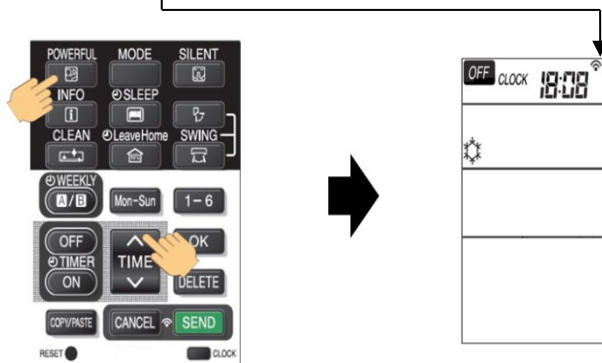 POWERFUL MODE SILENT
INFO SLEEP
CLEAN LeaveHome SWING
WEEKLY
A/B Mon-Sun 1-6
OFF OK
TIMER TIME
ON DELETE
COPY/PASTE CANCEL SEND
RESET CLOCK
OFF CLOCK 18:08